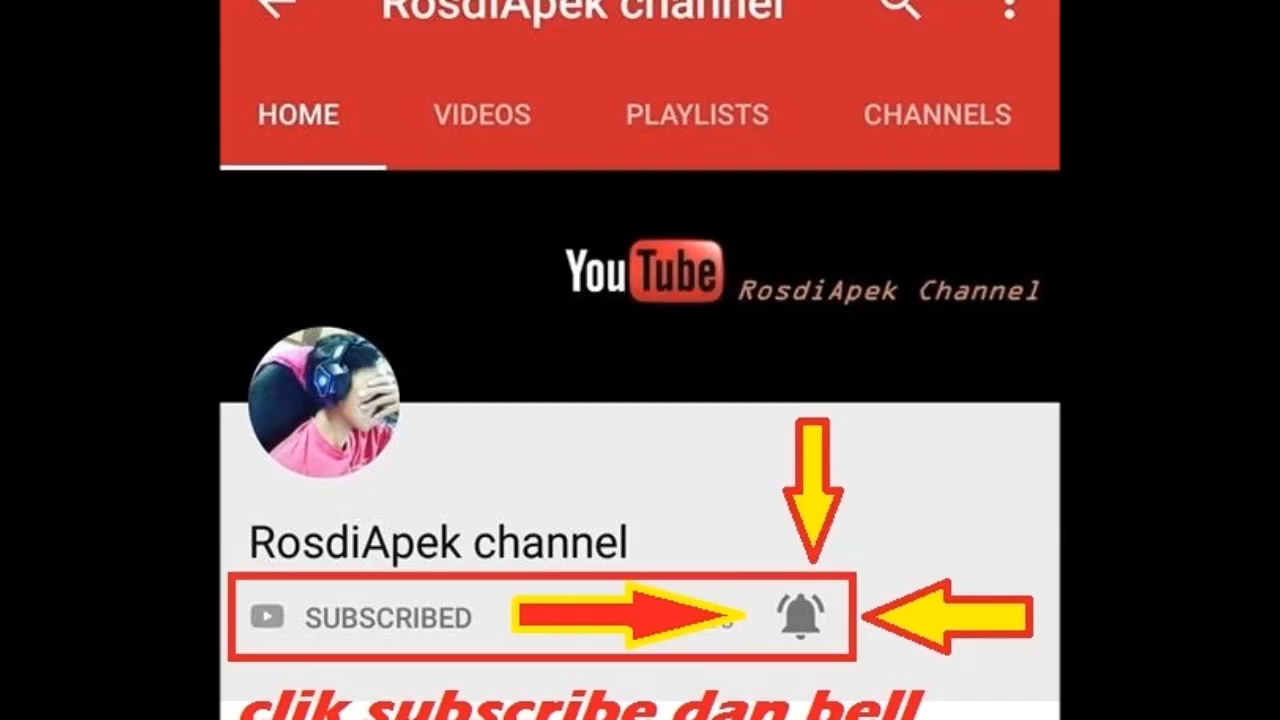 RosdiApek channel
HOME VIDEOS PLAYLISTS CHANNELS
YouTube RosdiApek Channel
RosdiApek channel
SUBSCRIBED
clik subscribe dan bell